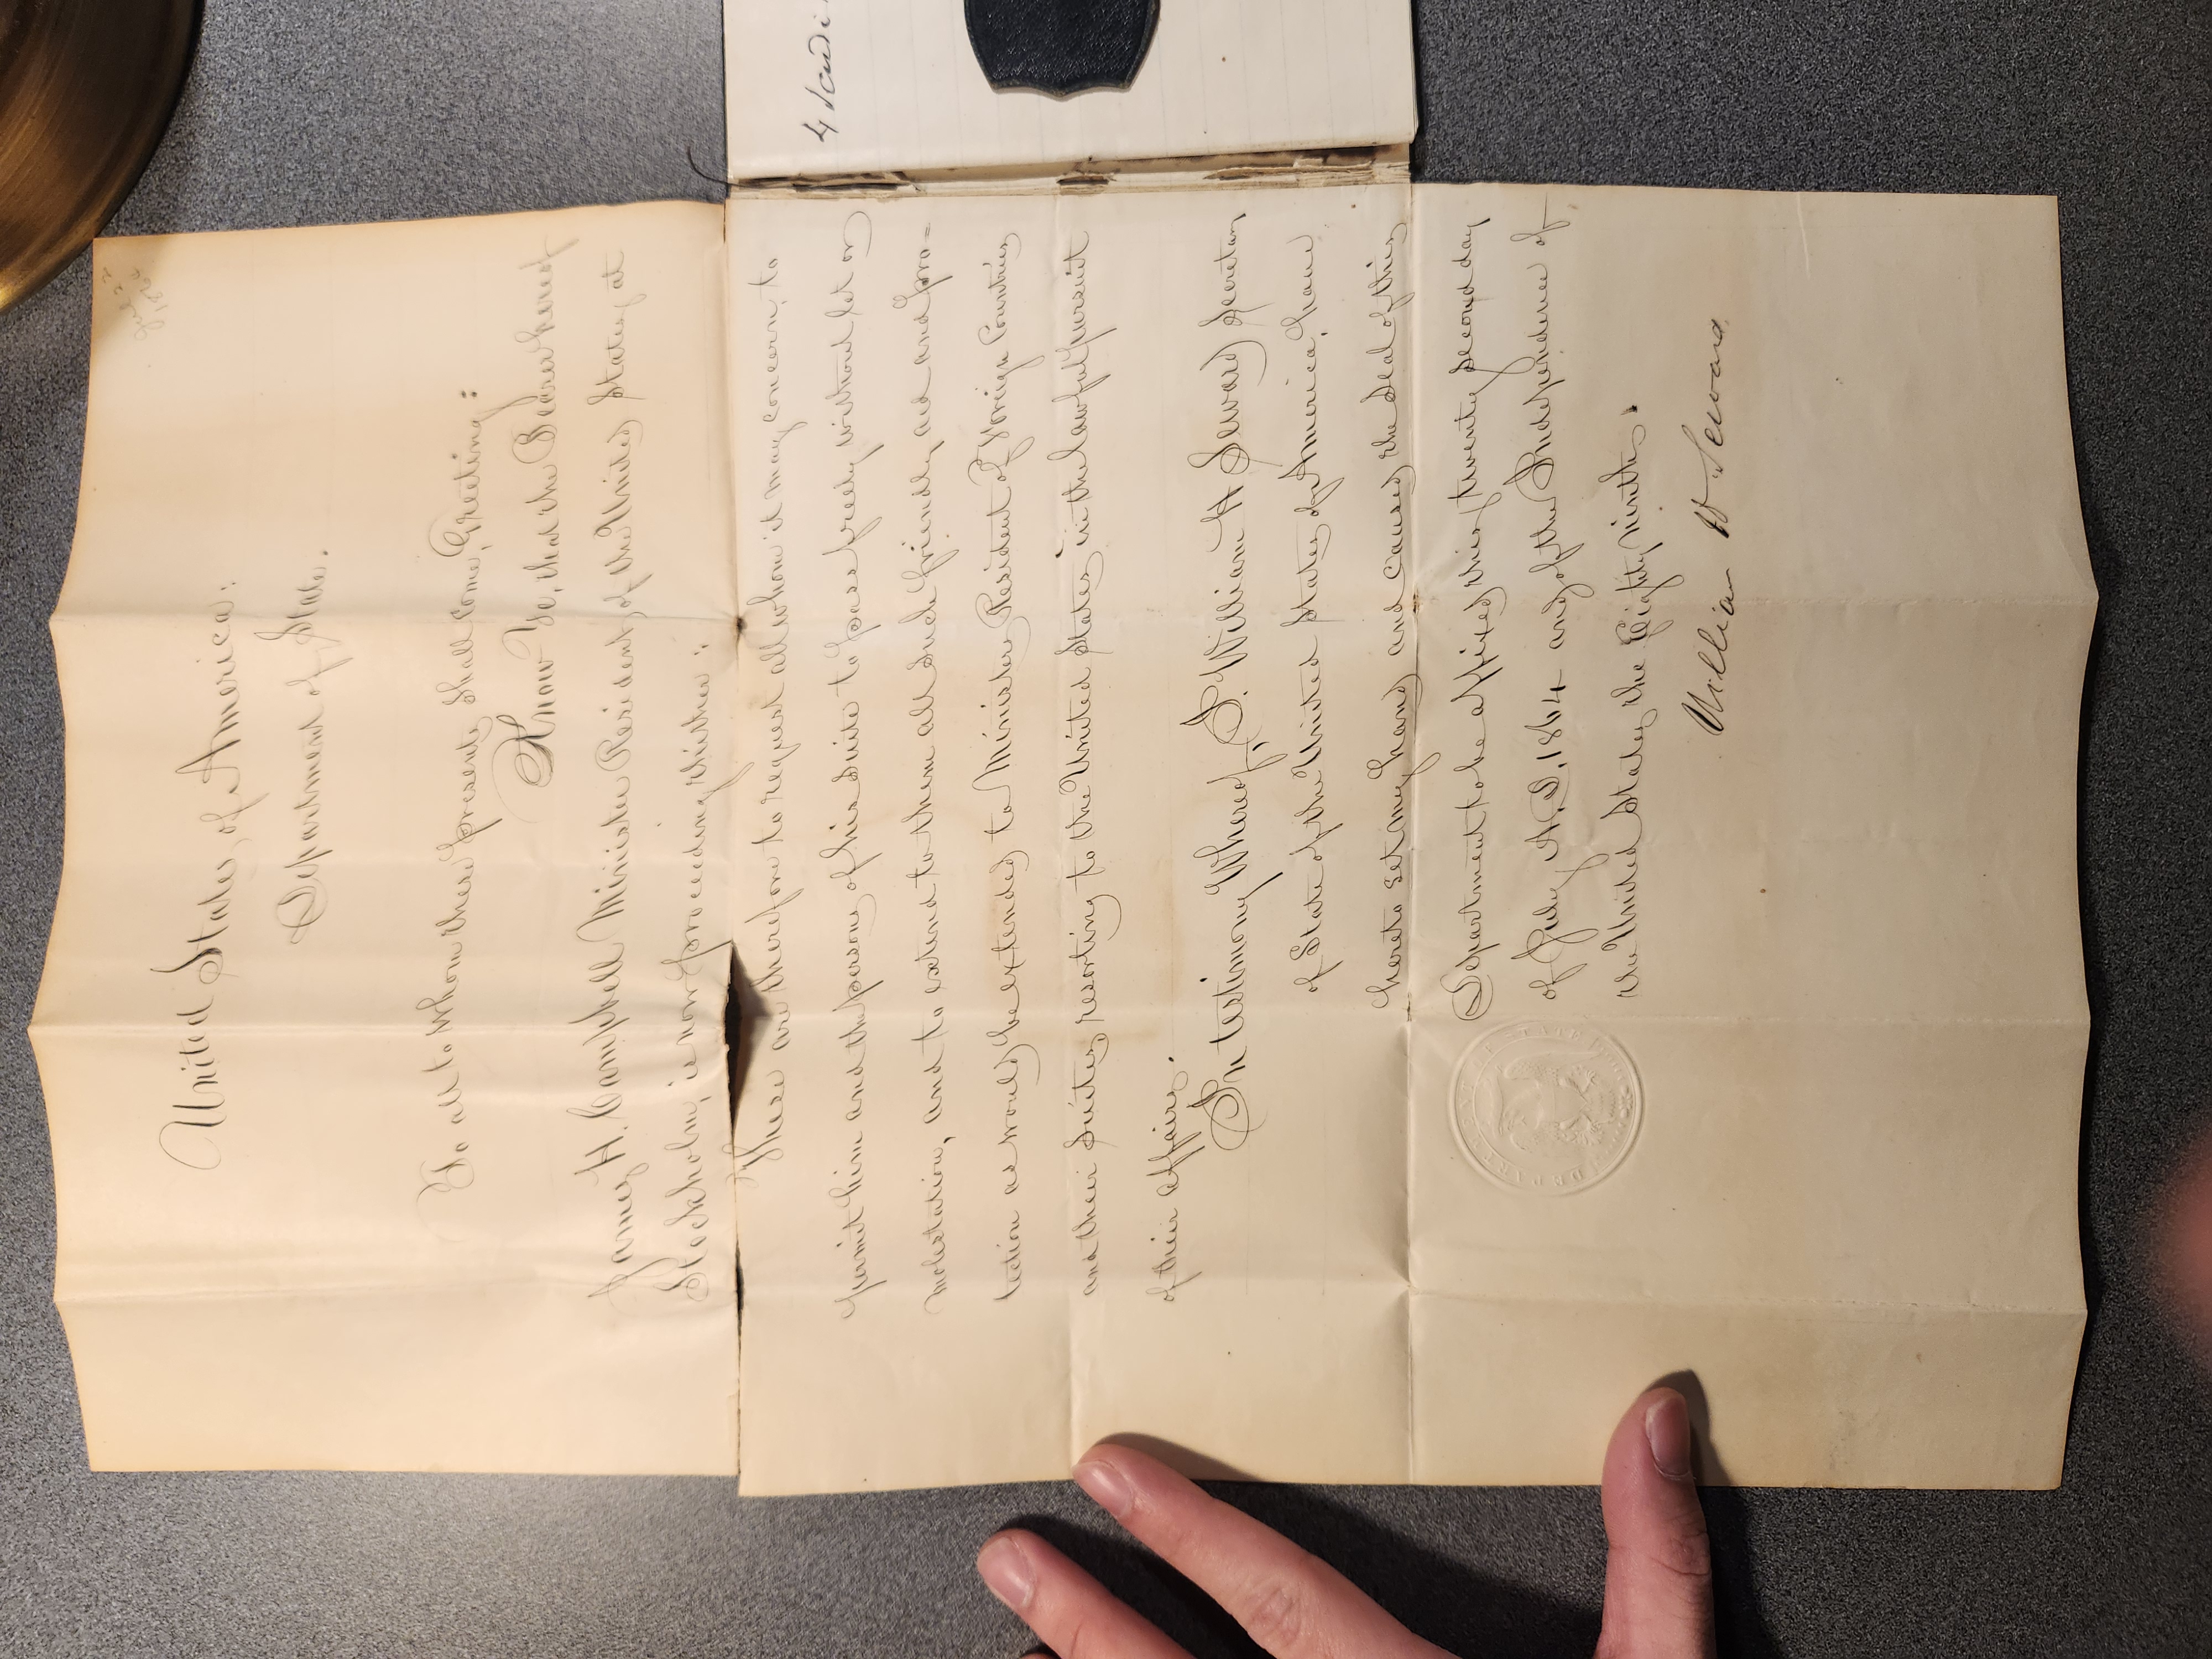 Jul 22
1864
United States of America:
Department of State.
To all to whom these presents shall come, Greeting:
Know Ye, that the Bearer hereof
James H. Campbell Minister Resident of the United States at
Stockholm, is now proceeding thither:
These are therefore to request all whom it may concern, to
permit him and the persons of his suite to pass freely without let or
molestation, and to extend to them all such friendly aid and pro=
tection as would be extended to Ministers Resident of Foreign Countries
and their Suites, resorting to the United States in the lawful pursuit
of their affairs.
In testimony Whereof, I. William H Seward Secretary
of State of the United States of America, have
hereto set my hand and caused the Seal of this
Department to be affixed this twenty second day
of July A.D. 1864 and of the Independence of
the United States the Eighty ninth.
DEPARTMENT OF STATE
William H Seward